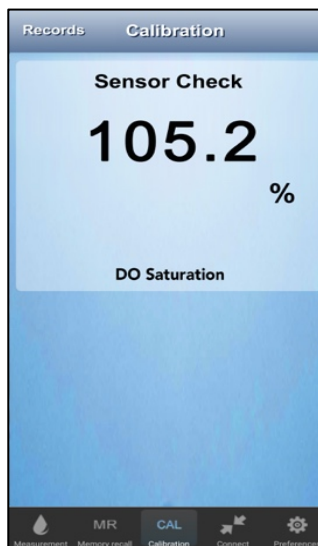 Records Calibration
Sensor Check
105.2
%
DO Saturation
MR CAL
Measurement Memory recall Calibration Connect Preferences